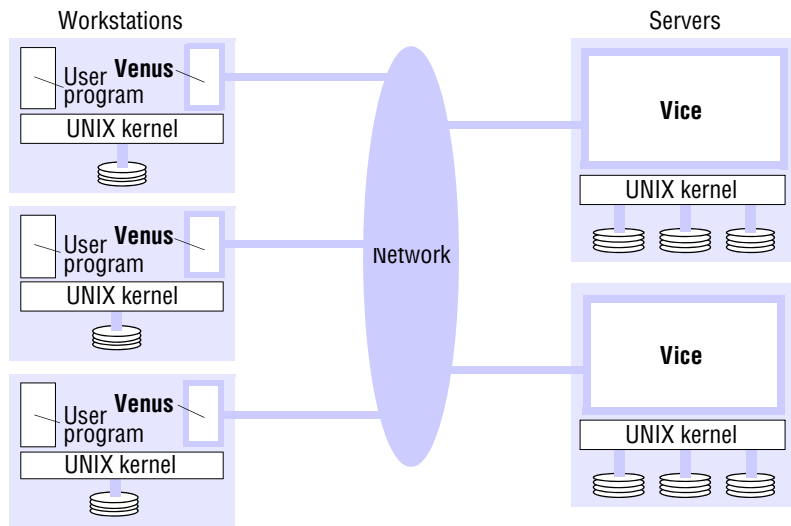 Workstations
Servers
User
program
Venus
UNIX kernel
User
program
Venus
UNIX kernel
User
program
Venus
UNIX kernel
Network
Vice
UNIX kernel
Vice
UNIX kernel